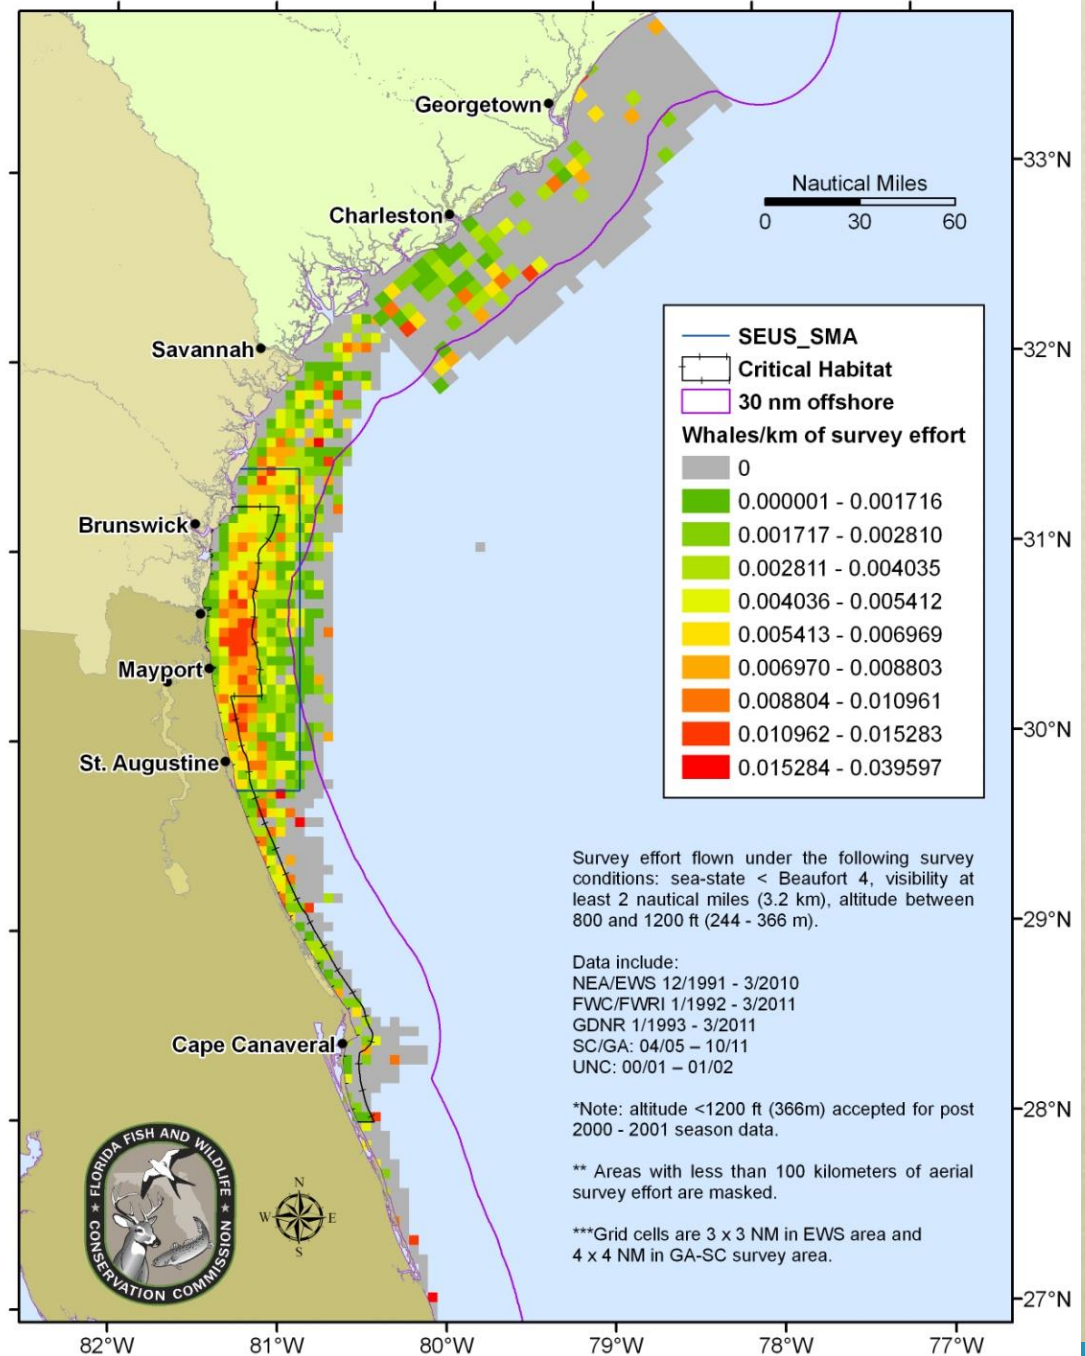 Georgetown
33°N
Nautical Miles
0 30 60
Charleston
Savannah
32°N
SEUS_SMA
Critical Habitat
30 nm offshore
Whales/km of survey effort
0
0.000001 - 0.001716
0.001717 - 0.002810
0.002811 - 0.004035
0.004036 - 0.005412
0.005413 - 0.006969
0.006970 - 0.008803
0.008804 - 0.010961
0.010962 - 0.015283
0.015284 - 0.039597
Brunswick
31°N
Mayport
30°N
St. Augustine
Survey effort flown under the following survey
conditions: sea-state < Beaufort 4, visibility at
least 2 nautical miles (3.2 km), altitude between
800 and 1200 ft (244 - 366 m).
29°N
Data include:
NEA/EWS 12/1991 - 3/2010
FWC/FWRI 1/1992 - 3/2011
GDNR 1/1993 - 3/2011
SC/GA: 04/05 – 10/11
UNC: 00/01 – 01/02
Cape Canaveral
28°N
*Note: altitude <1200 ft (366m) accepted for post
2000 - 2001 season data.
** Areas with less than 100 kilometers of aerial
survey effort are masked.
***Grid cells are 3 x 3 NM in EWS area and
4 x 4 NM in GA-SC survey area.
FLORIDA FISH AND WILDLIFE
CONSERVATION COMMISSION
N
W E
S
27°N
82°W 81°W 80°W 79°W 78°W 77°W